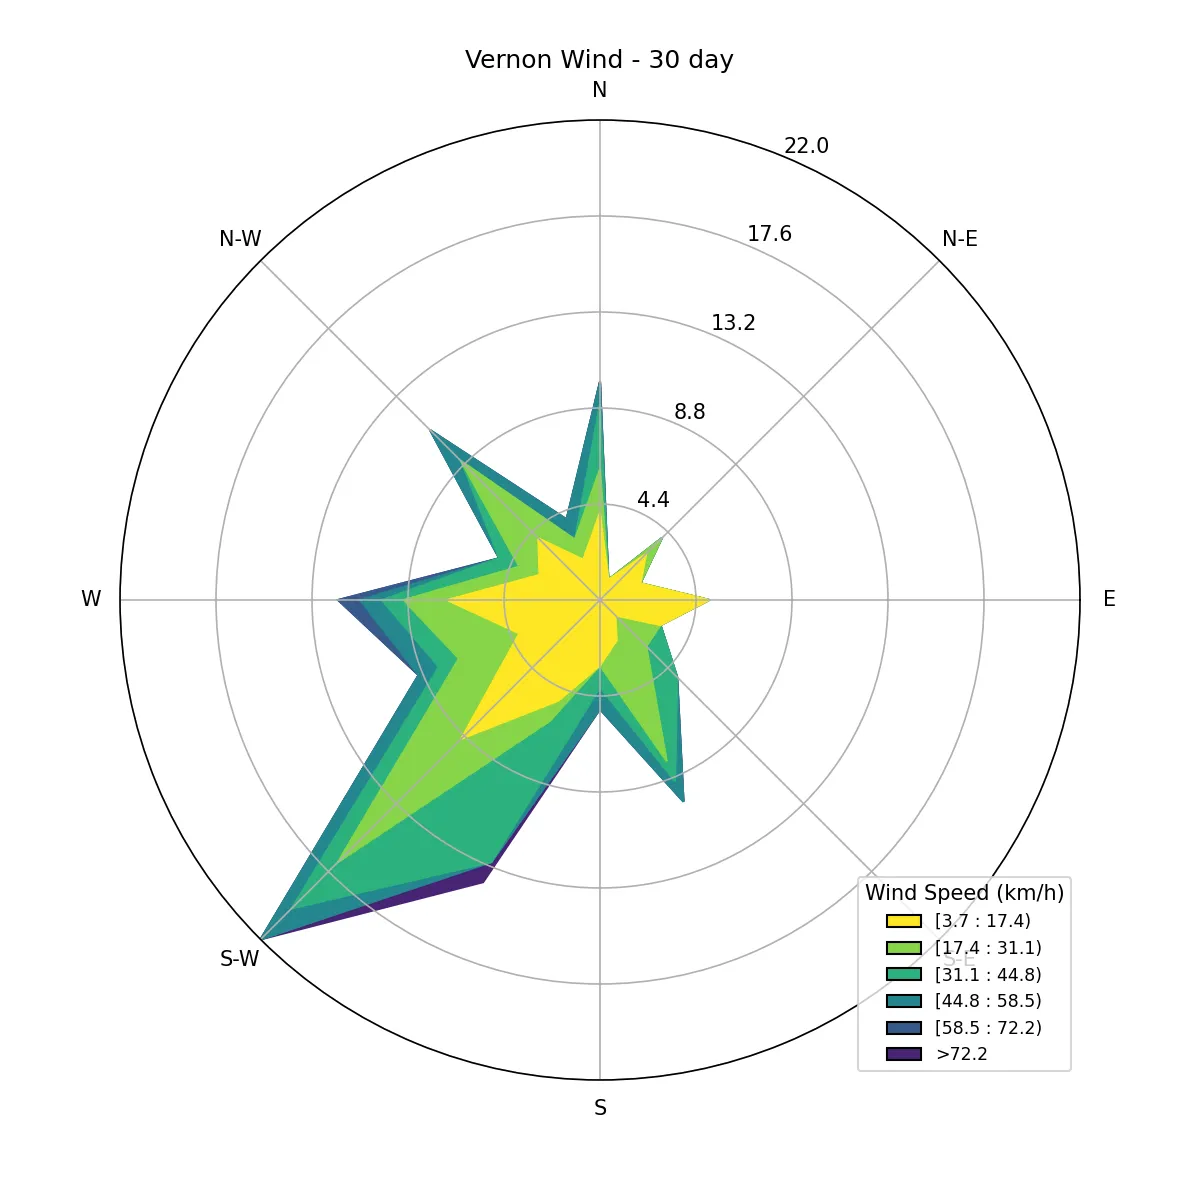 Vernon Wind - 30 day
N
22.0
17.6
N-W
N-E
13.2
8.8
4.4
W
E
S-W
S-E
Wind Speed (km/h)
[3.7 : 17.4)
[17.4 : 31.1)
[31.1 : 44.8)
[44.8 : 58.5)
[58.5 : 72.2)
>72.2
S